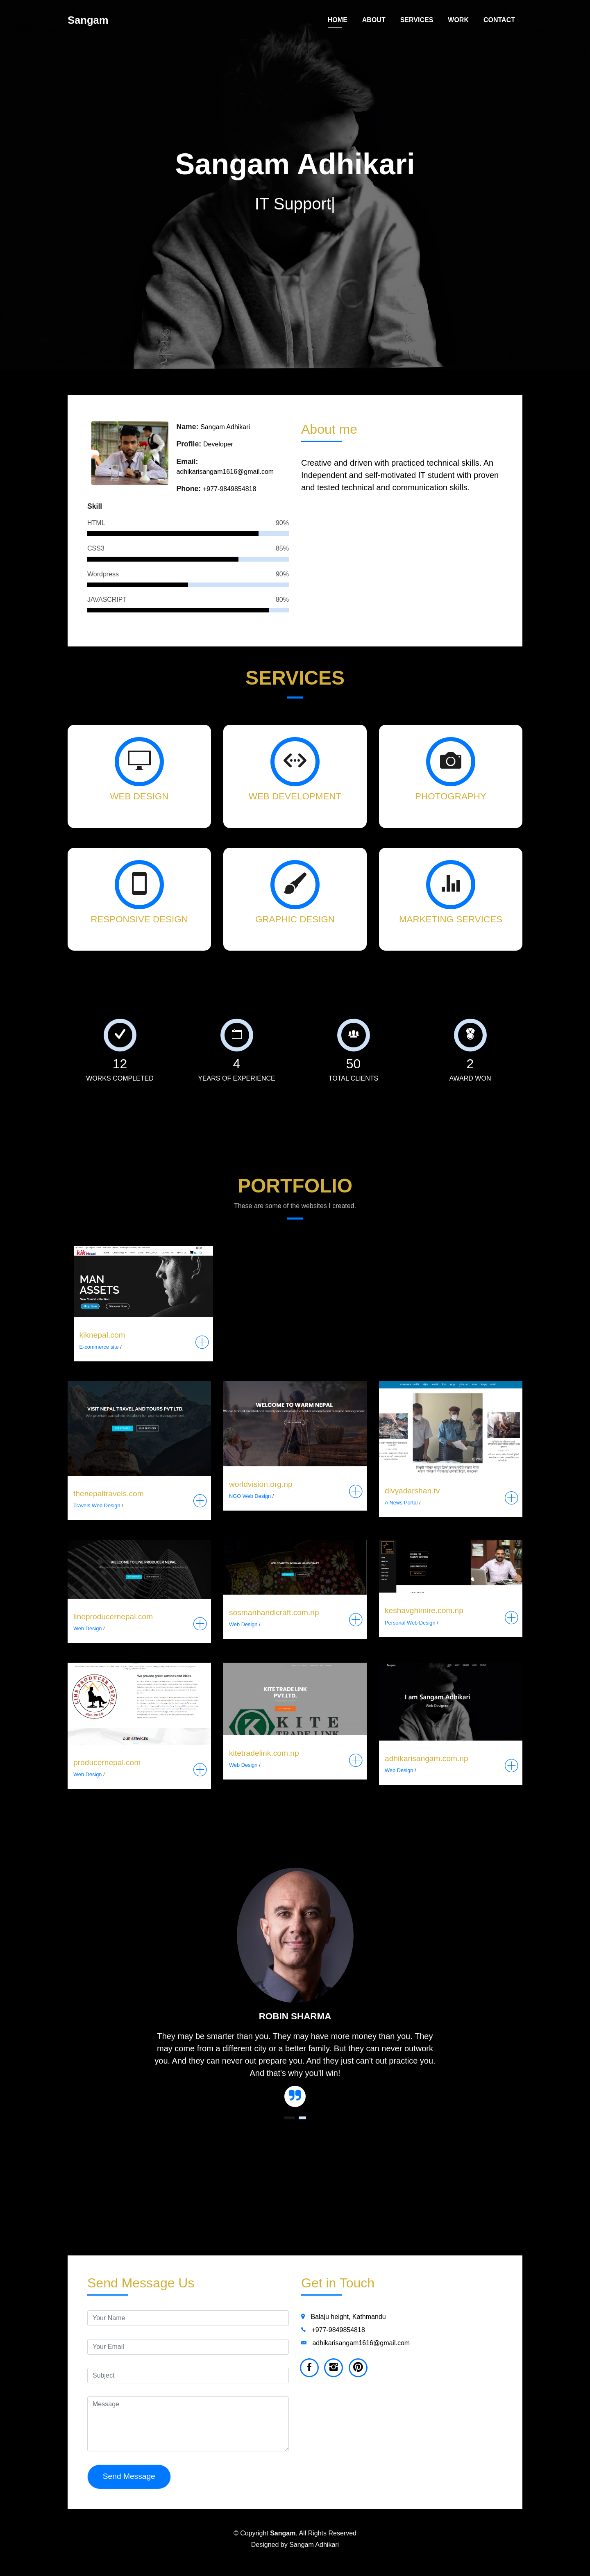 Sangam
HOME ABOUT SERVICES WORK CONTACT
Sangam Adhikari
IT Support|
Name: Sangam Adhikari
Profile: Developer
Email:
adhikarisangam1616@gmail.com
Phone: +977-9849854818
Skill
HTML 90%
CSS3 85%
Wordpress 90%
JAVASCRIPT 80%
About me
Creative and driven with practiced technical skills. An
Independent and self-motivated IT student with proven
and tested technical and communication skills.
SERVICES
WEB DESIGN
WEB DEVELOPMENT
PHOTOGRAPHY
RESPONSIVE DESIGN
GRAPHIC DESIGN
MARKETING SERVICES
12
WORKS COMPLETED
4
YEARS OF EXPERIENCE
50
TOTAL CLIENTS
2
AWARD WON
PORTFOLIO
These are some of the websites I created.
MAN
ASSETS
kiknepal.com
E-commerce site /
VISIT NEPAL TRAVEL AND TOURS PVT.LTD.
thenepaltravels.com
Travels Web Design /
WELCOME TO WARM NEPAL
worldvision.org.np
NGO Web Design /
divyadarshan.tv
A News Portal /
WELCOME TO LINE PRODUCER NEPAL
lineproducernepal.com
Web Design /
sosmanhandicraft.com.np
Web Design /
keshavghimire.com.np
Personal Web Design /
OUR SERVICES
producernepal.com
Web Design /
KITE TRADE LINK
PVT.LTD.
KITE
TRADE LINK
kitetradelink.com.np
Web Design /
I am Sangam Adhikari
adhikarisangam.com.np
Web Design /
ROBIN SHARMA
They may be smarter than you. They may have more money than you. They
may come from a different city or a better family. But they can never outwork
you. And they can never out prepare you. And they just can't out practice you.
And that's why you'll win!
Send Message Us
Your Name
Your Email
Subject
Message
Send Message
Get in Touch
Balaju height, Kathmandu
+977-9849854818
adhikarisangam1616@gmail.com
© Copyright Sangam. All Rights Reserved
Designed by Sangam Adhikari